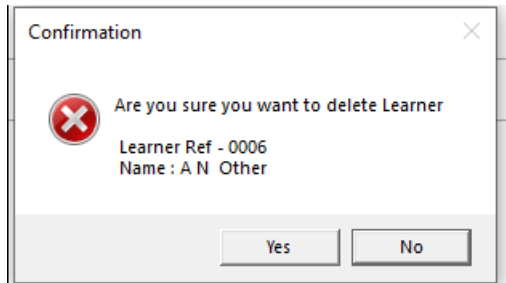 Confirmation
Are you sure you want to delete Learner
Learner Ref - 0006
Name : A N  Other
Yes
No